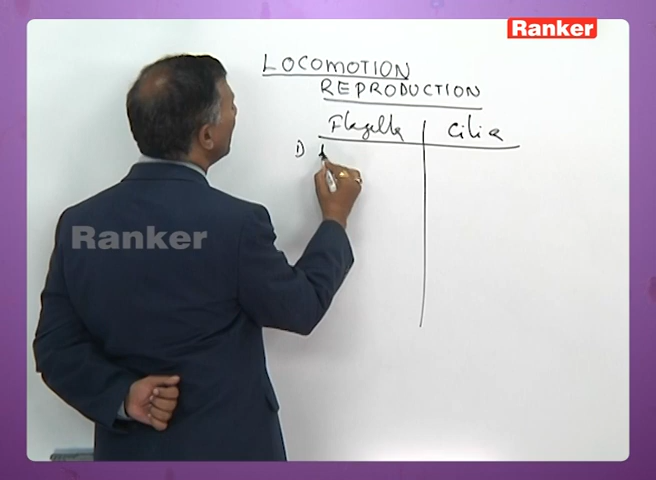 Ranker
LOCOMOTION
REPRODUCTION
Flagella Cilia
1)
Ranker